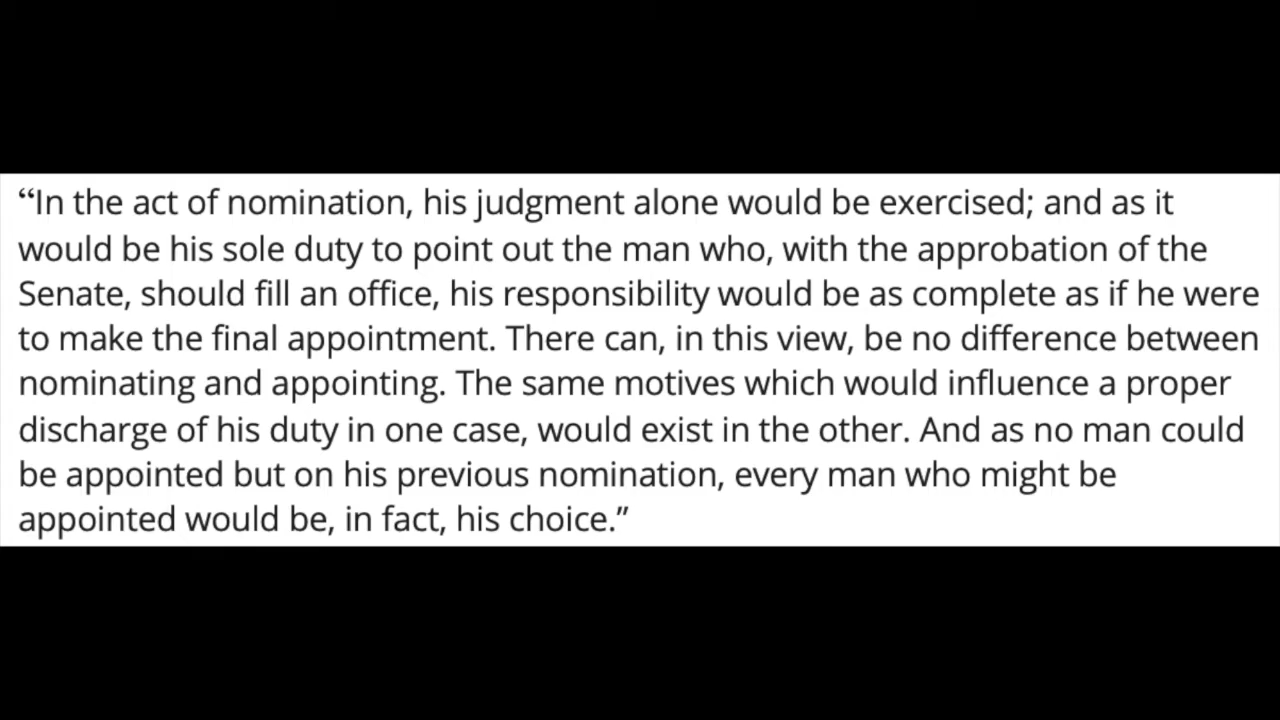 “In the act of nomination, his judgment alone would be exercised; and as it
would be his sole duty to point out the man who, with the approbation of the
Senate, should fill an office, his responsibility would be as complete as if he were
to make the final appointment. There can, in this view, be no difference between
nominating and appointing. The same motives which would influence a proper
discharge of his duty in one case, would exist in the other. And as no man could
be appointed but on his previous nomination, every man who might be
appointed would be, in fact, his choice.”